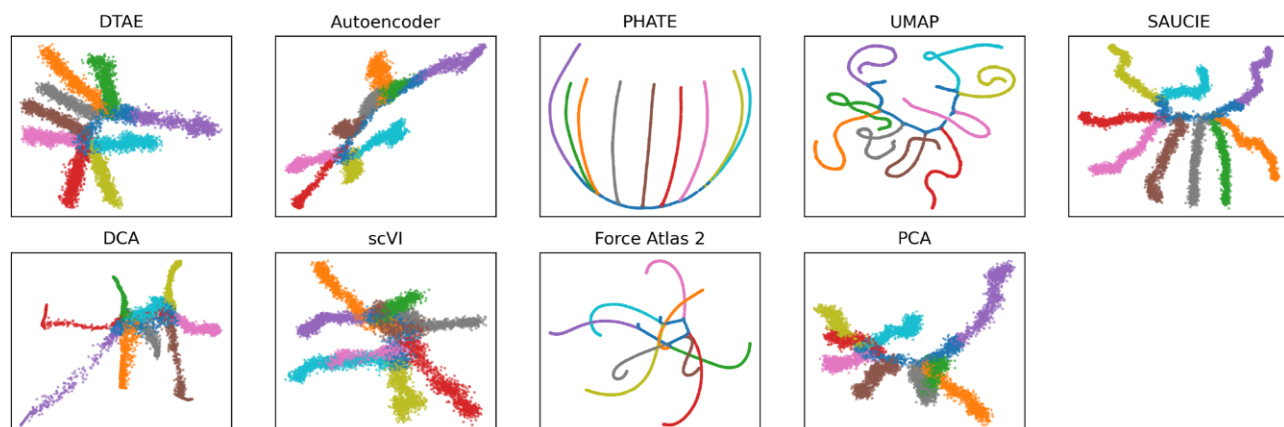 DTAE
Autoencoder
PHATE
UMAP
SAUCIE
DCA
scVI
Force Atlas 2
PCA